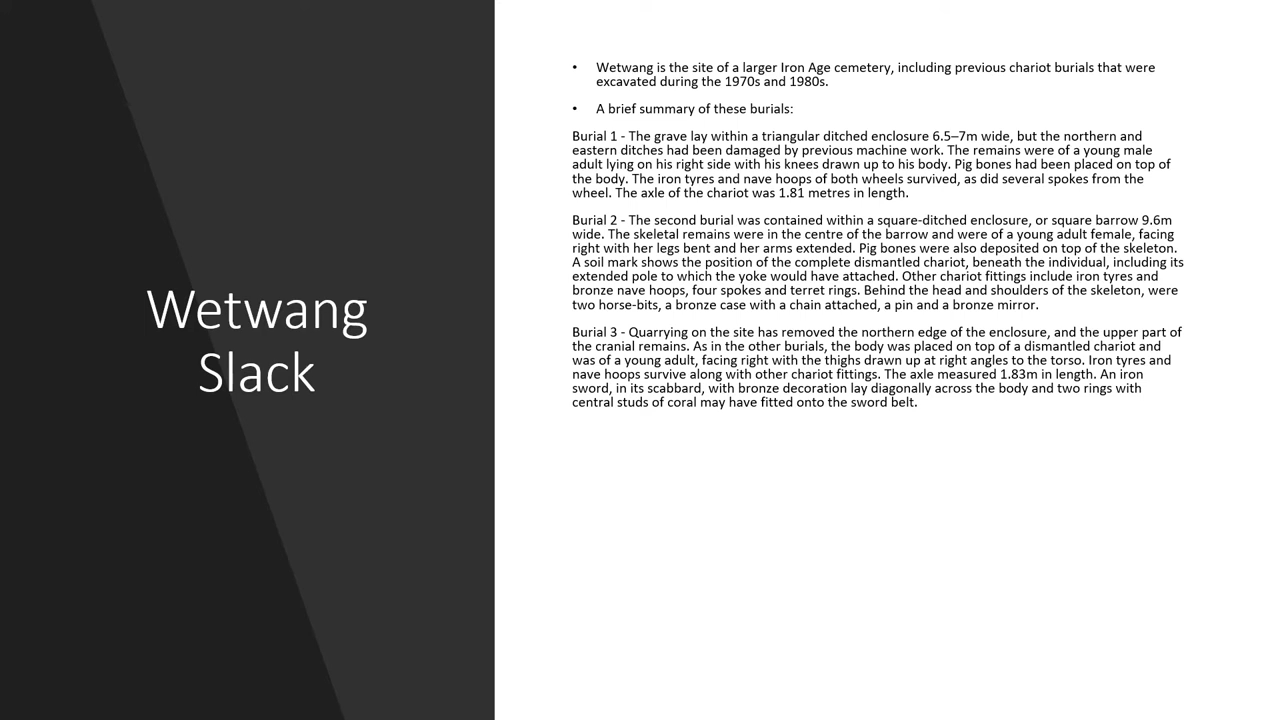 Wetwang
Slack
• Wetwang is the site of a larger Iron Age cemetery, including previous chariot burials that were
excavated during the 1970s and 1980s.
• A brief summary of these burials:
Burial 1 - The grave lay within a triangular ditched enclosure 6.5–7m wide, but the northern and
eastern ditches had been damaged by previous machine work. The remains were of a young male
adult lying on his right side with his knees drawn up to his body. Pig bones had been placed on top of
the body. The iron tyres and nave hoops of both wheels survived, as did several spokes from the
wheel. The axle of the chariot was 1.81 metres in length.
Burial 2 - The second burial was contained within a square-ditched enclosure, or square barrow 9.6m
wide. The skeletal remains were in the centre of the barrow and were of a young adult female, facing
right with her legs bent and her arms extended. Pig bones were also deposited on top of the skeleton.
A soil mark shows the position of the complete dismantled chariot, beneath the individual, including its
extended pole to which the yoke would have attached. Other chariot fittings include iron tyres and
bronze nave hoops, four spokes and terret rings. Behind the head and shoulders of the skeleton, were
two horse-bits, a bronze case with a chain attached, a pin and a bronze mirror.
Burial 3 - Quarrying on the site has removed the northern edge of the enclosure, and the upper part of
the cranial remains. As in the other burials, the body was placed on top of a dismantled chariot and
was of a young adult, facing right with the thighs drawn up at right angles to the torso. Iron tyres and
nave hoops survive along with other chariot fittings. The axle measured 1.83m in length. An iron
sword, in its scabbard, with bronze decoration lay diagonally across the body and two rings with
central studs of coral may have fitted onto the sword belt.